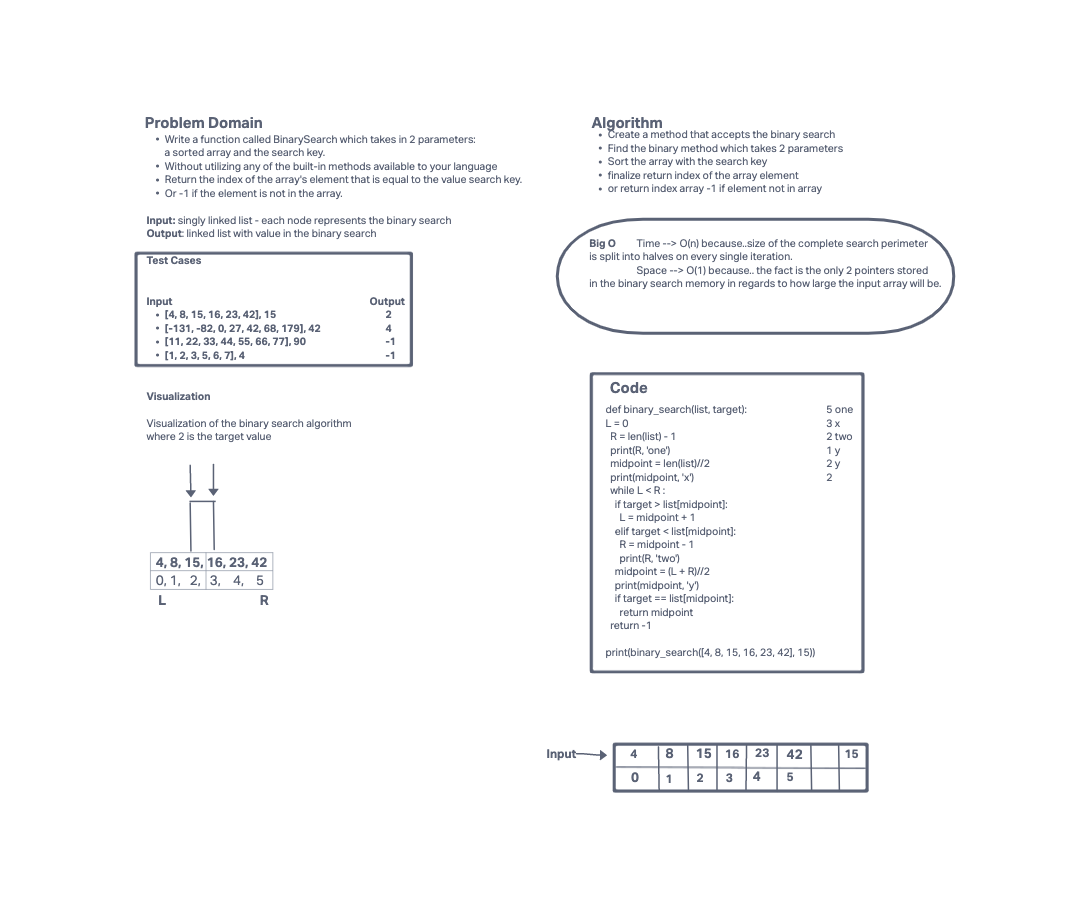 Problem Domain
• Write a function called BinarySearch which takes in 2 parameters:
a sorted array and the search key.
• Without utilizing any of the built-in methods available to your language
• Return the index of the array's element that is equal to the value search key.
• Or -1 if the element is not in the array.
Input: singly linked list - each node represents the binary search
Output: linked list with value in the binary search
Test Cases
Input Output
• [4, 8, 15, 16, 23, 42], 15 2
• [-131, -82, 0, 27, 42, 68, 179], 42 4
• [11, 22, 33, 44, 55, 66, 77], 90 -1
• [1, 2, 3, 5, 6, 7], 4 -1
Visualization
Visualization of the binary search algorithm
where 2 is the target value
4, 8, 15, 16, 23, 42
0, 1, 2, 3, 4, 5
L R
Algorithm
• Create a method that accepts the binary search
• Find the binary method which takes 2 parameters
• Sort the array with the search key
• finalize return index of the array element
• or return index array -1 if element not in array
Big O Time --> O(n) because..size of the complete search perimeter
is split into halves on every single iteration.
Space --> O(1) because.. the fact is the only 2 pointers stored
in the binary search memory in regards to how large the input array will be.
Code
def binary_search(list, target): 5 one
L = 0 3 x
R = len(list) - 1 2 two
print(R, 'one') 1 y
midpoint = len(list)//2 2 y
print(midpoint, 'x') 2
while L < R :
if target > list[midpoint]:
L = midpoint + 1
elif target < list[midpoint]:
R = midpoint - 1
print(R, 'two')
midpoint = (L + R)//2
print(midpoint, 'y')
if target == list[midpoint]:
return midpoint
return -1
print(binary_search([4, 8, 15, 16, 23, 42], 15))
Input 4 8 15 16 23 42 15
0 1 2 3 4 5